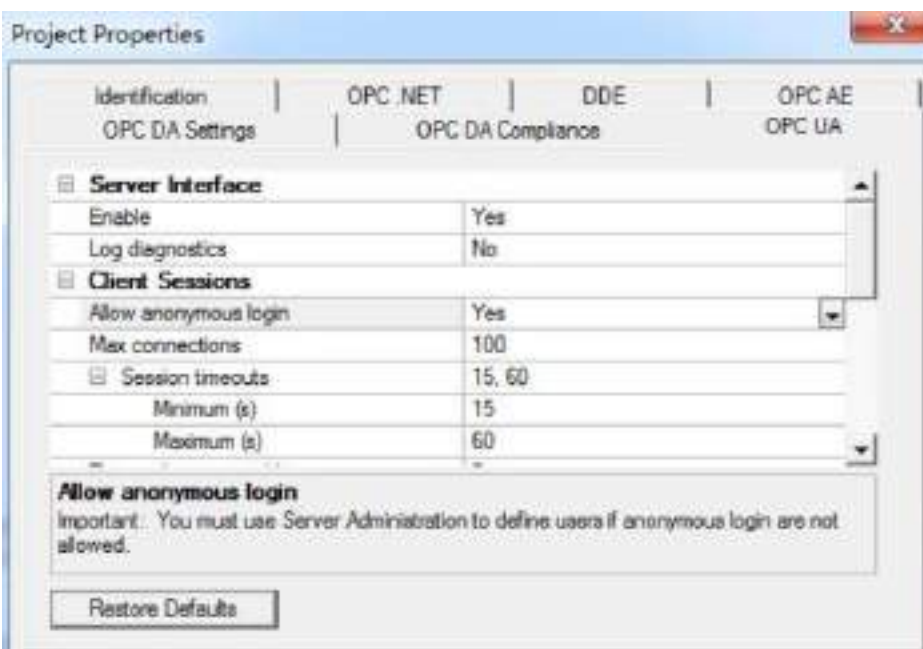 Project Properties
Identification OPC .NET DDE OPC AE
OPC DA Settings OPC DA Compliance OPC UA
Server Interface
Enable Yes
Log diagnostics No
Client Sessions
Allow anonymous login Yes
Max connections 100
Session timeouts 15, 60
Minimum (s) 15
Maximum (s) 60
Allow anonymous login
Important: You must use Server Administration to define users if anonymous login are not
allowed.
Restore Defaults